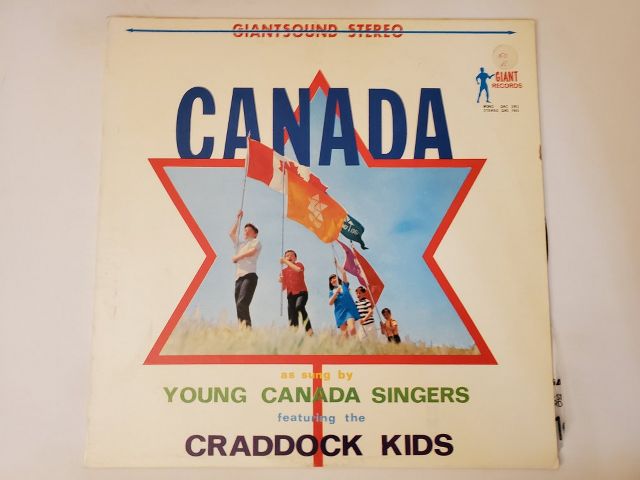 GIANTSOUND STEREO
GIANT
RECORDS
CANADA
as sung by
YOUNG CANADA SINGERS
featuring the
CRADDOCK KIDS